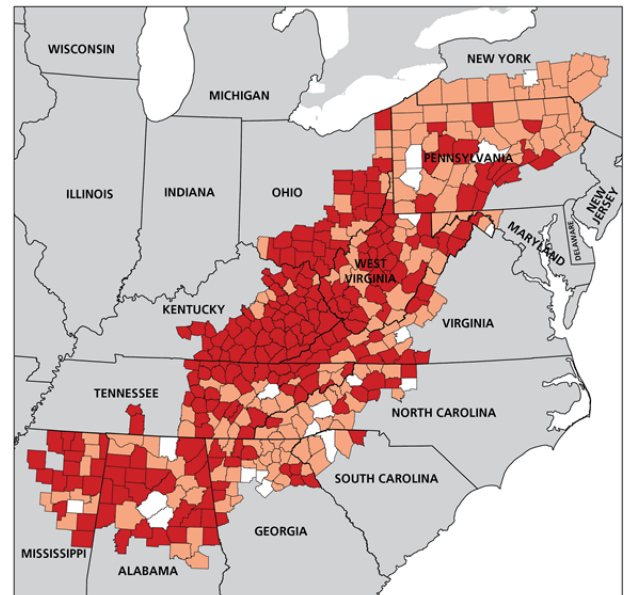 WISCONSIN
NEW YORK
MICHIGAN
PENNSYLVANIA
ILLINOIS
INDIANA
OHIO
NEW
JERSEY
MARYLAND
DELAWARE
WEST
VIRGINIA
KENTUCKY
VIRGINIA
TENNESSEE
NORTH CAROLINA
SOUTH CAROLINA
GEORGIA
MISSISSIPPI
ALABAMA